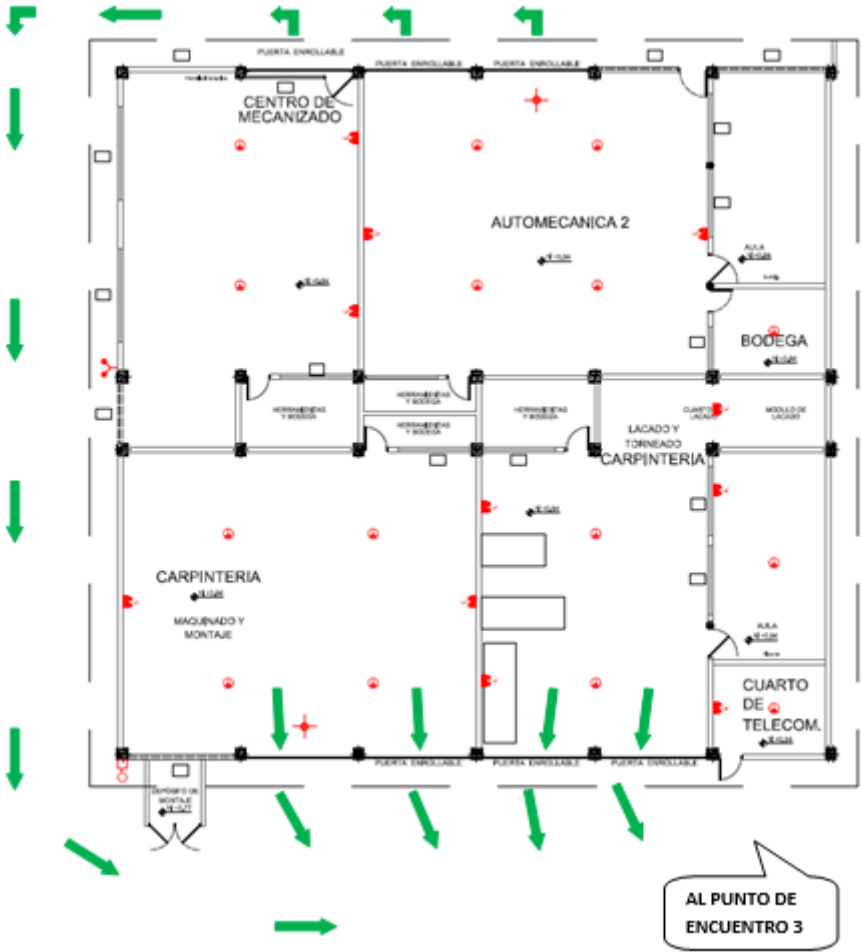 PUERTA ENROLLABLE
PUERTA ENROLLABLE
PUERTA ENROLLABLE
CENTRO DE
MECANIZADO
AUTOMECANICA 2
AULA
BODEGA
HERRAMIENTAS
Y BODEGA
HERRAMIENTAS
Y BODEGA
HERRAMIENTAS
Y BODEGA
HERRAMIENTAS
Y BODEGA
CUARTO
LACADO
MODULO DE
LACADO
LACADO Y
TORNEADO
CARPINTERIA
CARPINTERIA
MAQUINADO Y
MONTAJE
AULA
CUARTO
DE
TELECOM.
PUERTA ENROLLABLE
PUERTA ENROLLABLE
PUERTA ENROLLABLE
DEPOSITO DE
MONTAJE
AL PUNTO DE
ENCUENTRO 3